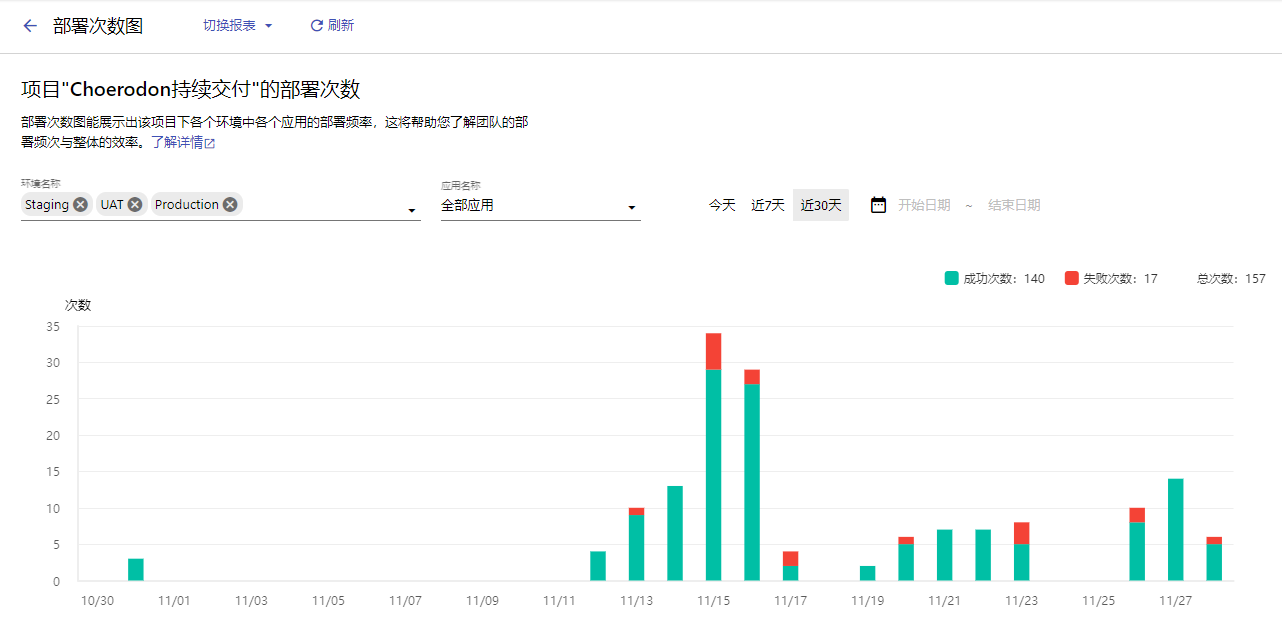 部署次数图 切换报表 刷新
项目"Choerodon持续交付"的部署次数
部署次数图能展示出该项目下各个环境中各个应用的部署频率，这将帮助您了解团队的部
署频次与整体的效率。了解详情
环境名称 应用名称
Staging UAT Production 全部应用 今天 近7天 近30天 开始日期 ~ 结束日期
成功次数：140 失败次数：17 总次数：157
次数
35
30
25
20
15
10
5
0
10/30 11/01 11/03 11/05 11/07 11/09 11/11 11/13 11/15 11/17 11/19 11/21 11/23 11/25 11/27